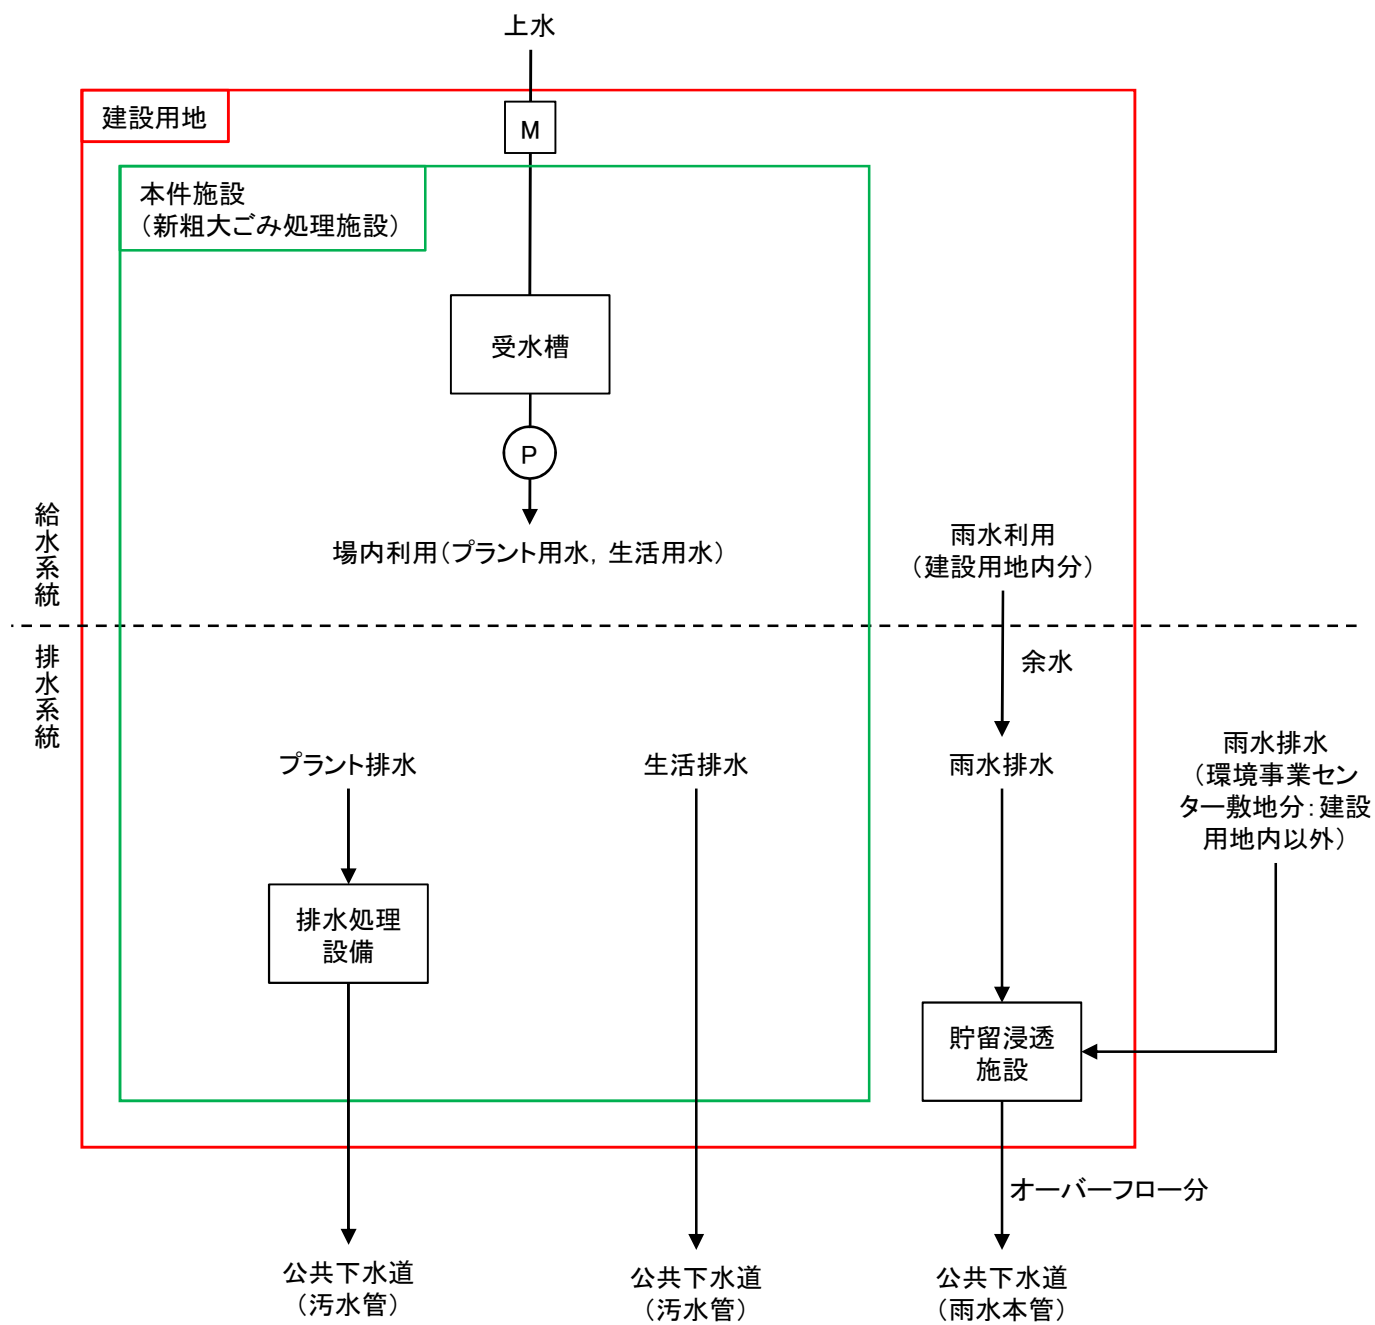 上水
建設用地
M
本件施設
（新粗大ごみ処理施設）
受水槽
P
給水系統
場内利用（プラント用水，生活用水）
雨水利用
（建設用地内分）
排水系統
余水
プラント排水
生活排水
雨水排水
雨水排水
（環境事業セン
ター敷地分：建設
用地内以外）
排水処理
設備
貯留浸透
施設
オーバーフロー分
公共下水道
（汚水管）
公共下水道
（汚水管）
公共下水道
（雨水本管）